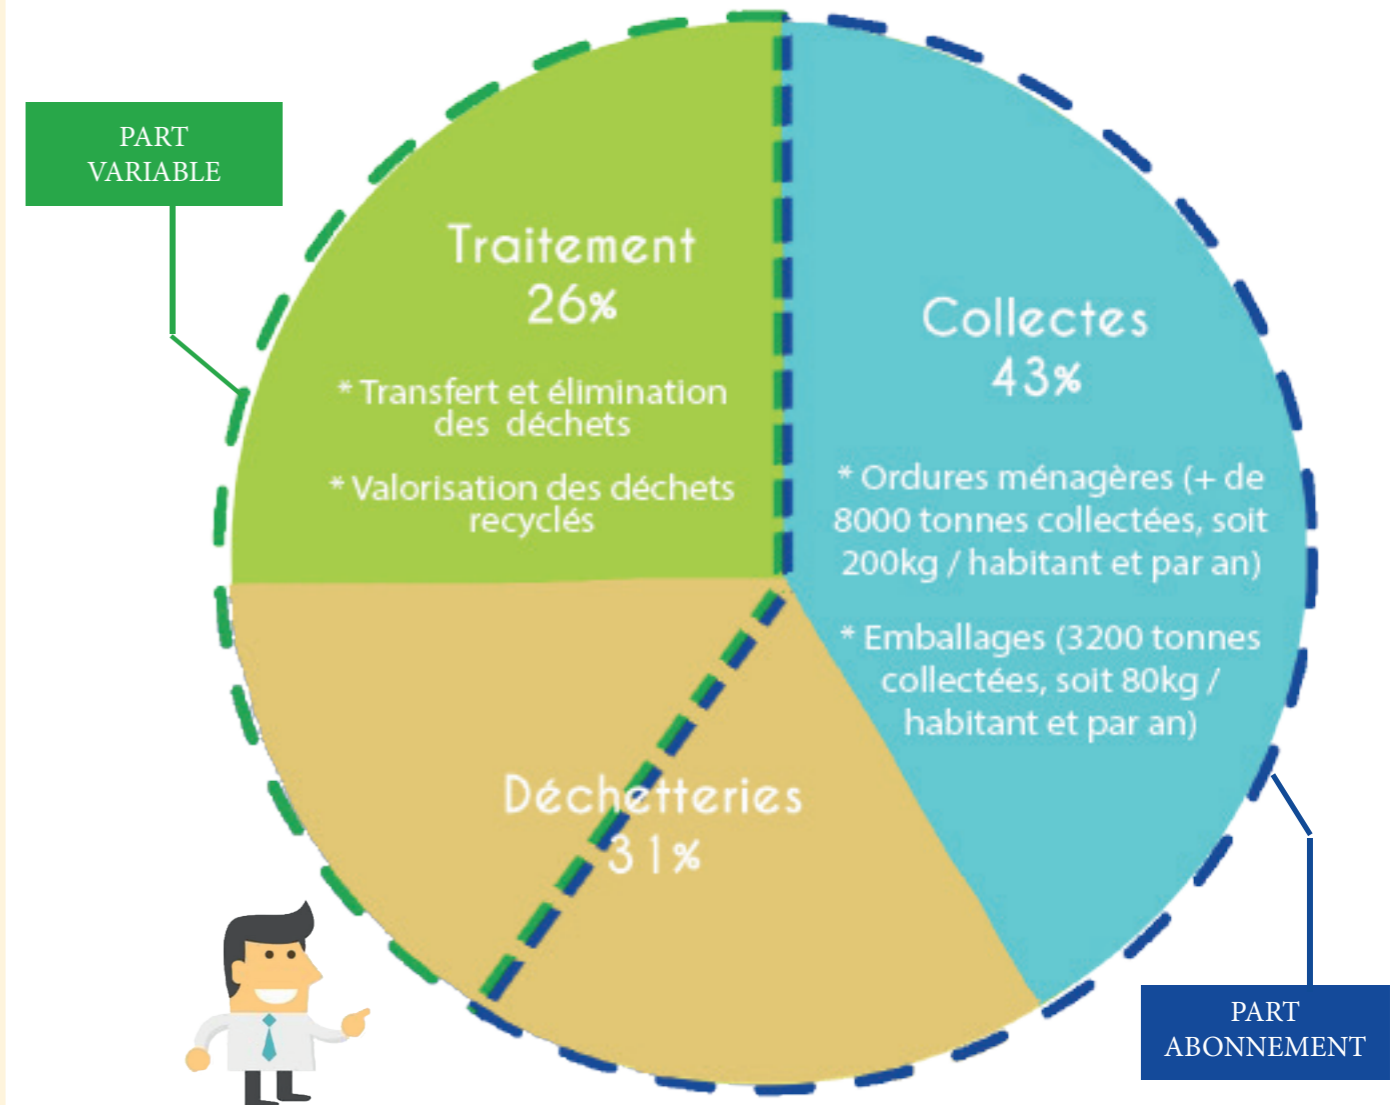 PART
VARIABLE
Traitement
26%
* Transfert et élimination
des déchets
* Valorisation des déchets
recyclés
Collectes
43%
* Ordures ménagères (+ de
8000 tonnes collectées, soit
200kg / habitant et par an)
* Emballages (3200 tonnes
collectées, soit 80kg /
habitant et par an)
Déchetteries
31%
PART
ABONNEMENT